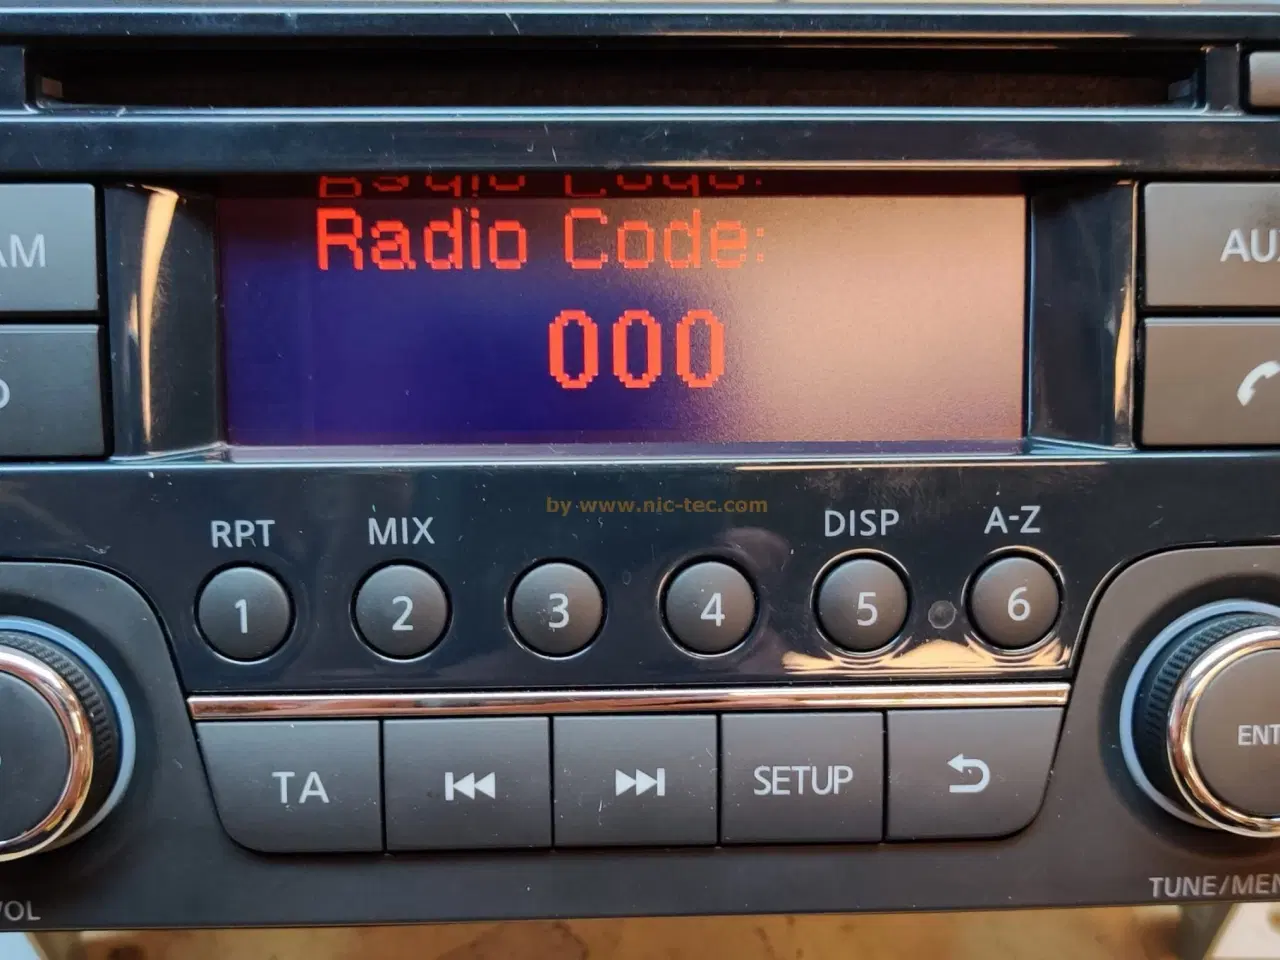 AM
AUX
Radio Code:
000
by www.nic-tec.com
RPT
MIX
DISP
A-Z
1
2
3
4
5
6
TA
SETUP
ENT
VOL
TUNE/MEN